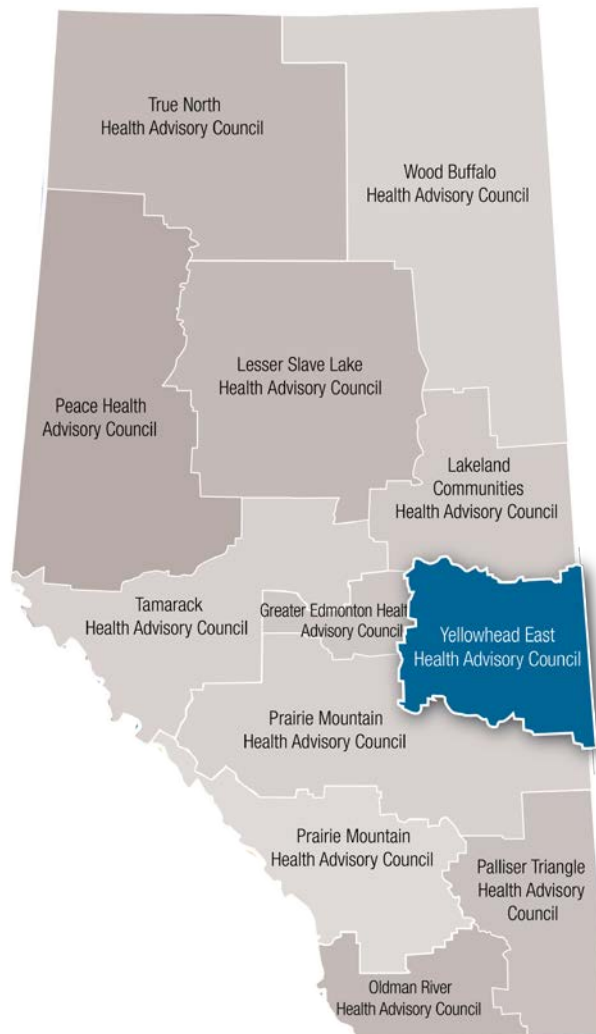 True North
Health Advisory Council
Wood Buffalo
Health Advisory Council
Lesser Slave Lake
Health Advisory Council
Peace Health
Advisory Council
Lakeland
Communities
Health Advisory Council
Tamarack
Health Advisory Council
Greater Edmonton Healt
Advisory Council
Yellowhead East
Health Advisory Council
Prairie Mountain
Health Advisory Council
Prairie Mountain
Health Advisory Council
Palliser Triangle
Health Advisory
Council
Oldman River
Health Advisory Council